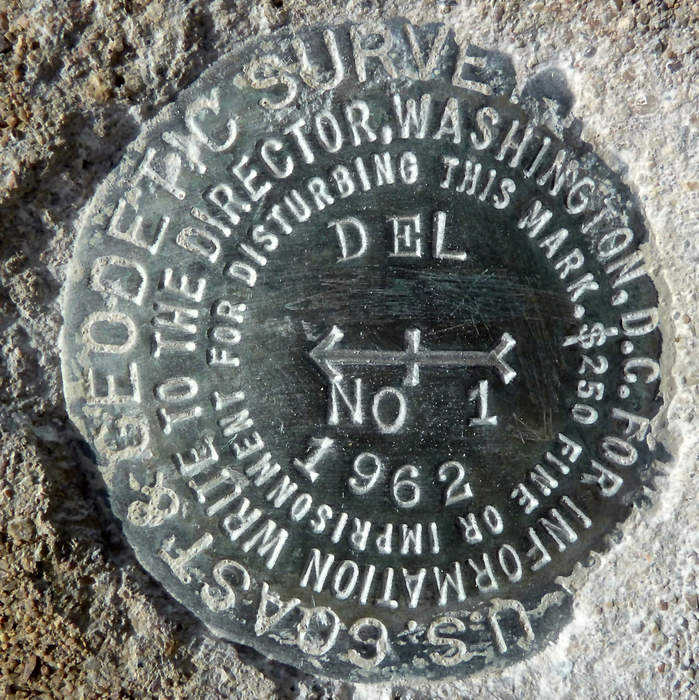 U.S. COAST & GEODETIC SURVEY
WRITE TO THE DIRECTOR, WASHINGTON, D.C. FOR INFORMATION
FOR DISTURBING THIS MARK. $250 FINE OR IMPRISONMENT
DEL
NO 1
1962